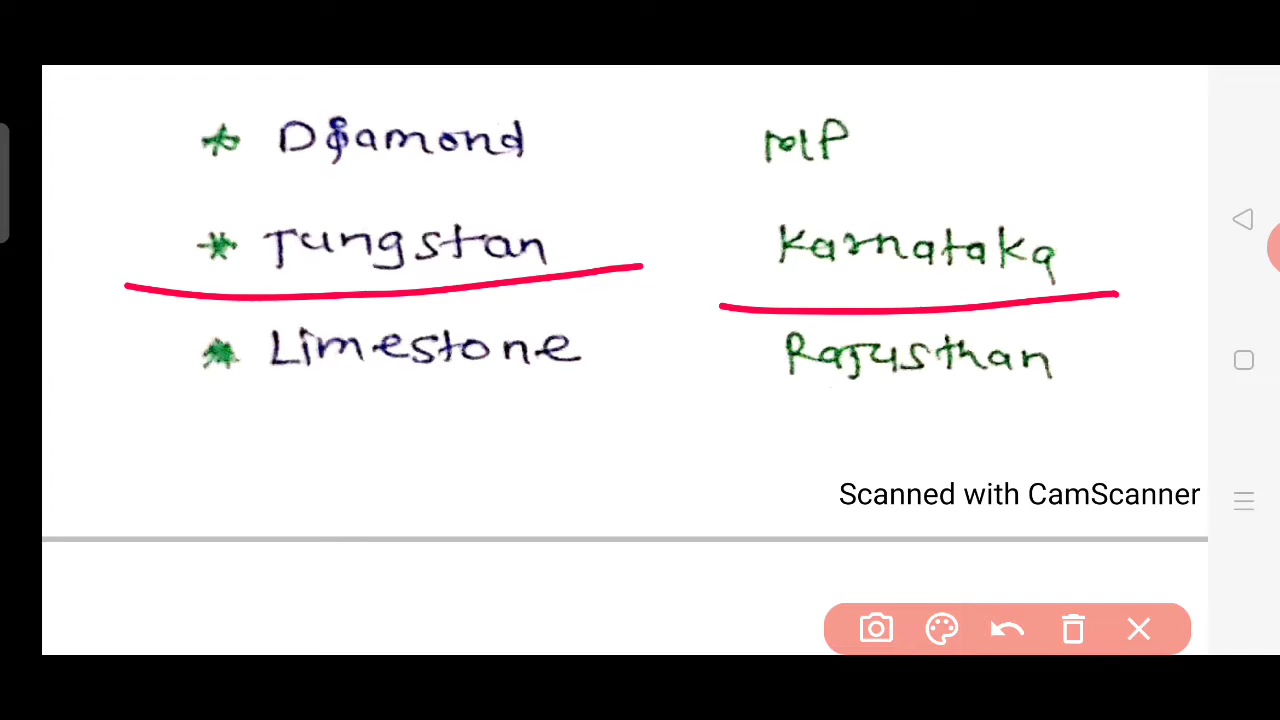 * Diamond MP
* Tungstan Karnataka
* Limestone Rajusthan
Scanned with CamScanner